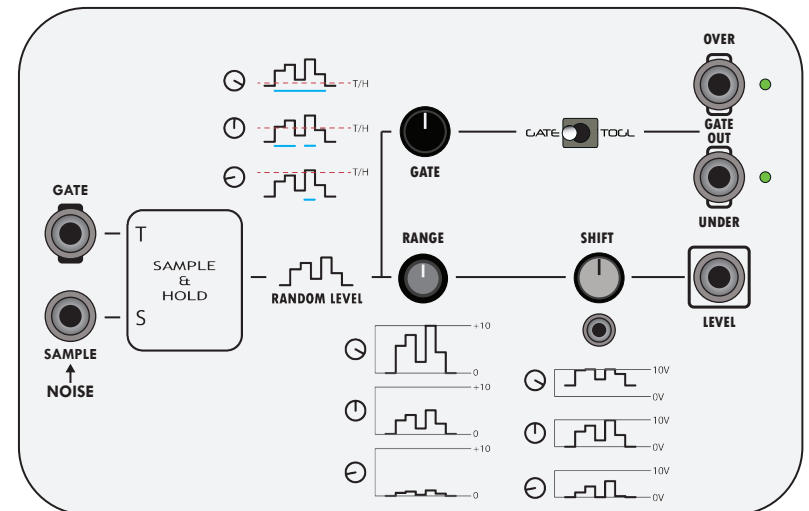 OVER
T/H
T/H
GATE TOGL
GATE
OUT
GATE
T/H
GATE
UNDER
T
SAMPLE
&
HOLD
RANGE
SHIFT
RANDOM LEVEL
S
LEVEL
SAMPLE
NOISE
+10
0
+10
0
+10
0
10V
0V
10V
0V
10V
0V